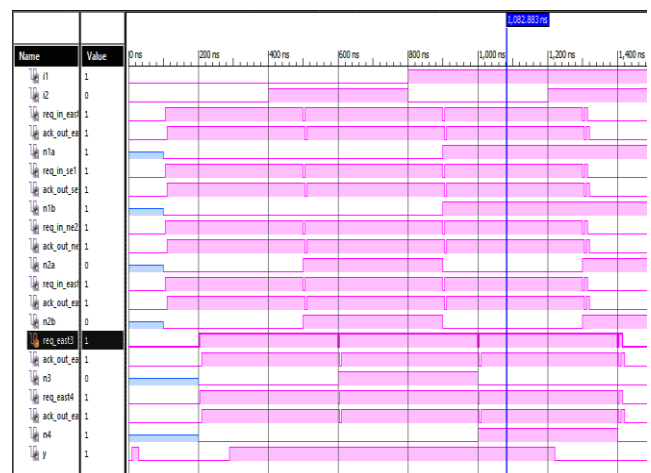 1,082.883 ns
Name Value 0 ns 200 ns 400 ns 600 ns 800 ns 1,000 ns 1,200 ns 1,400 ns
i1 1
i2 0
req_in_east 1
ack_out_ea 1
n1a 1
req_in_se1 1
ack_out_se 1
n1b 1
req_in_ne2 1
ack_out_ne 1
n2a 0
req_in_east 1
ack_out_ea 1
n2b 0
req_east3 1
ack_out_ea 1
n3 0
req_east4 1
ack_out_ea 1
n4 1
y 1